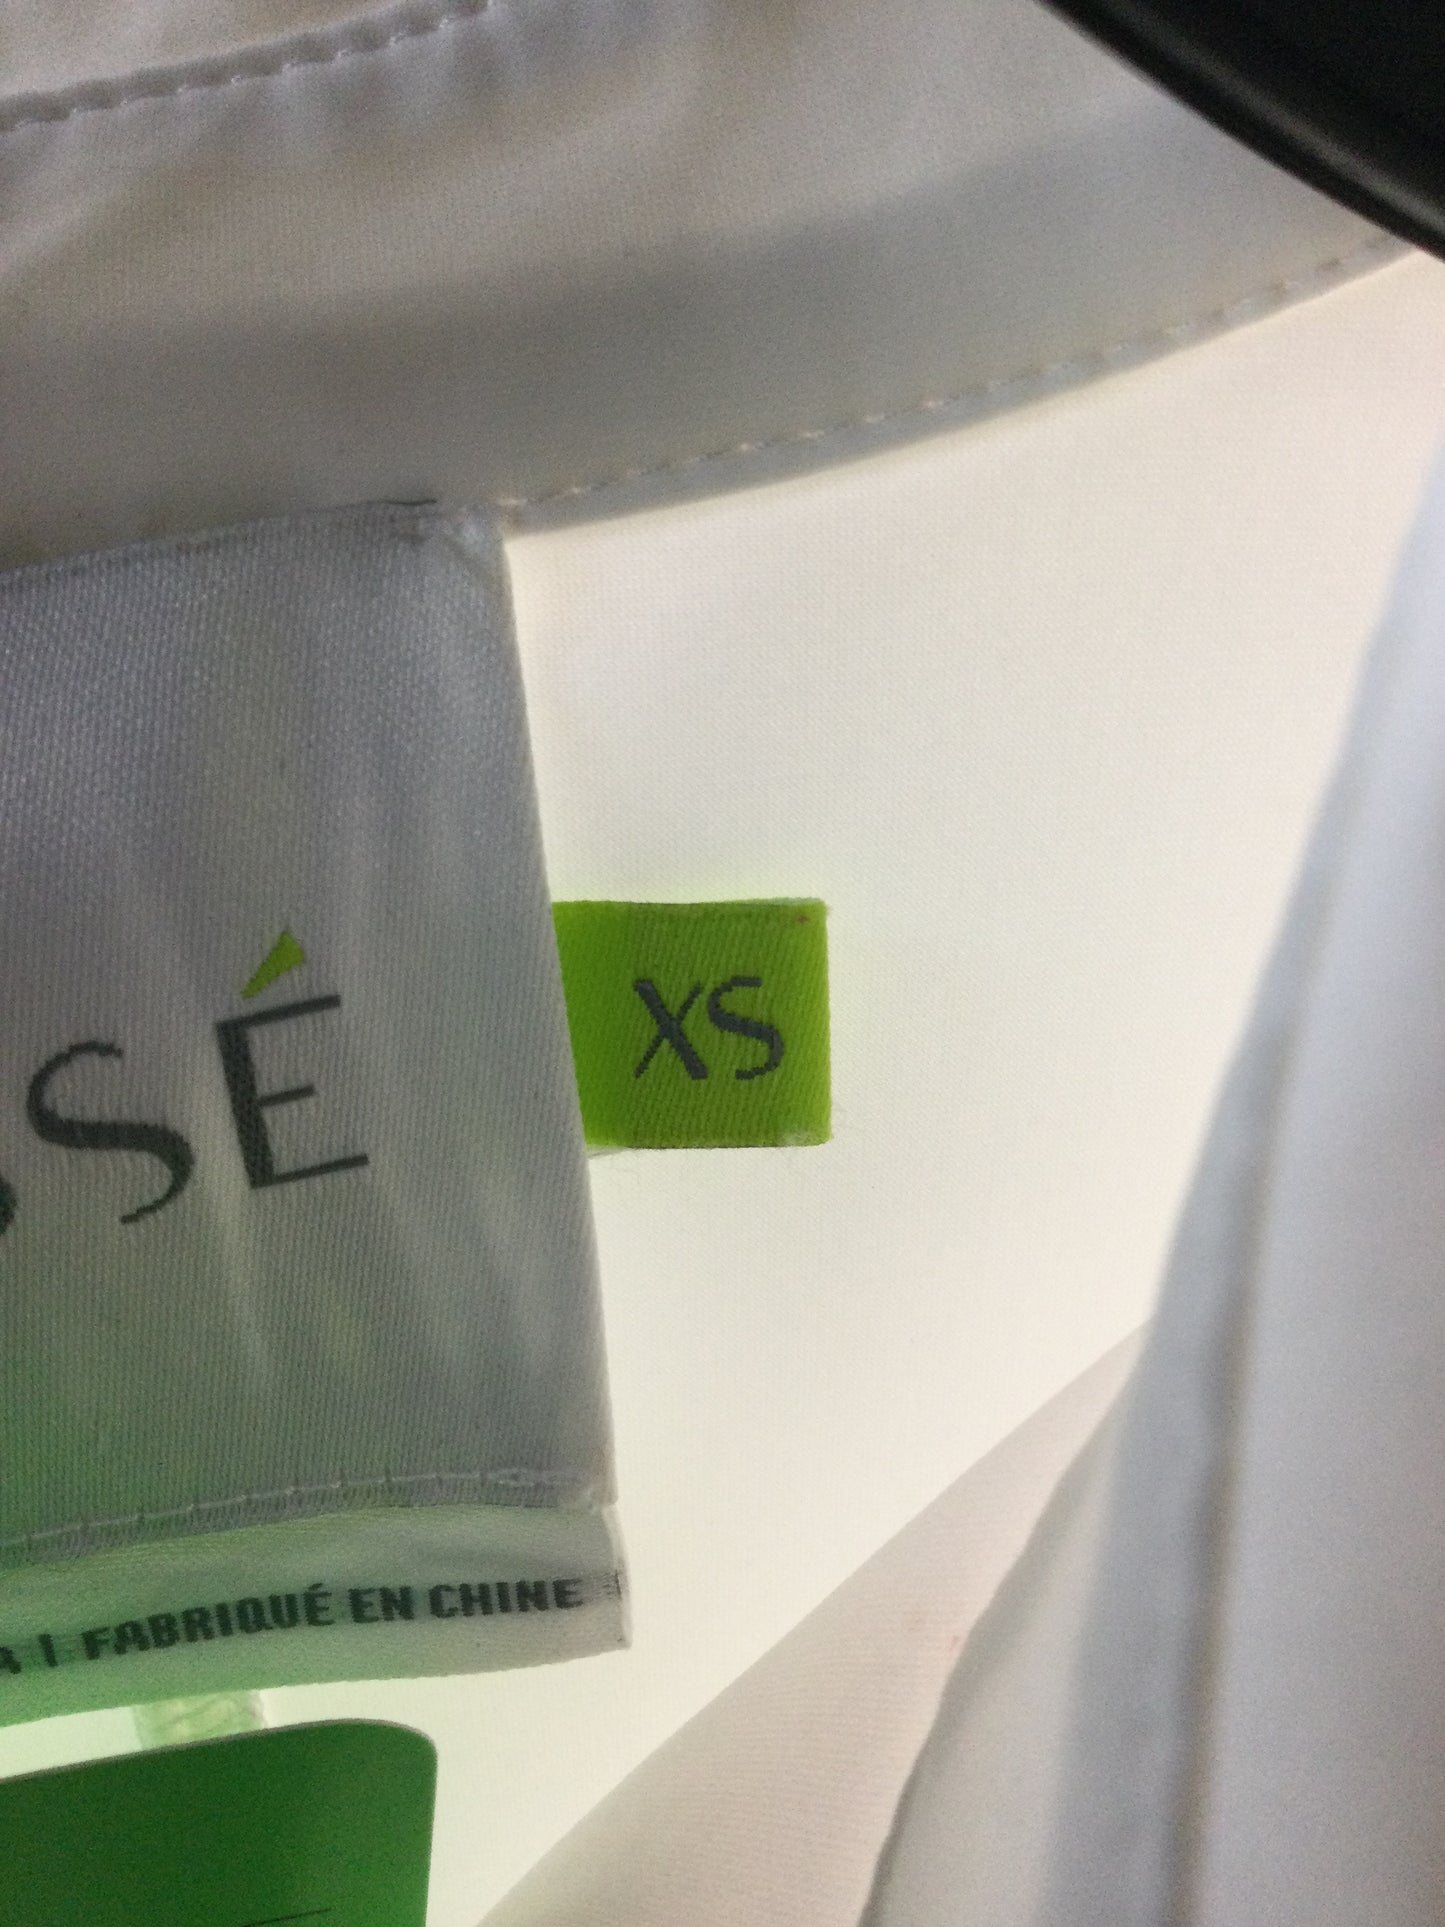 SSÉ
XS
A | FABRIQUÉ EN CHINE